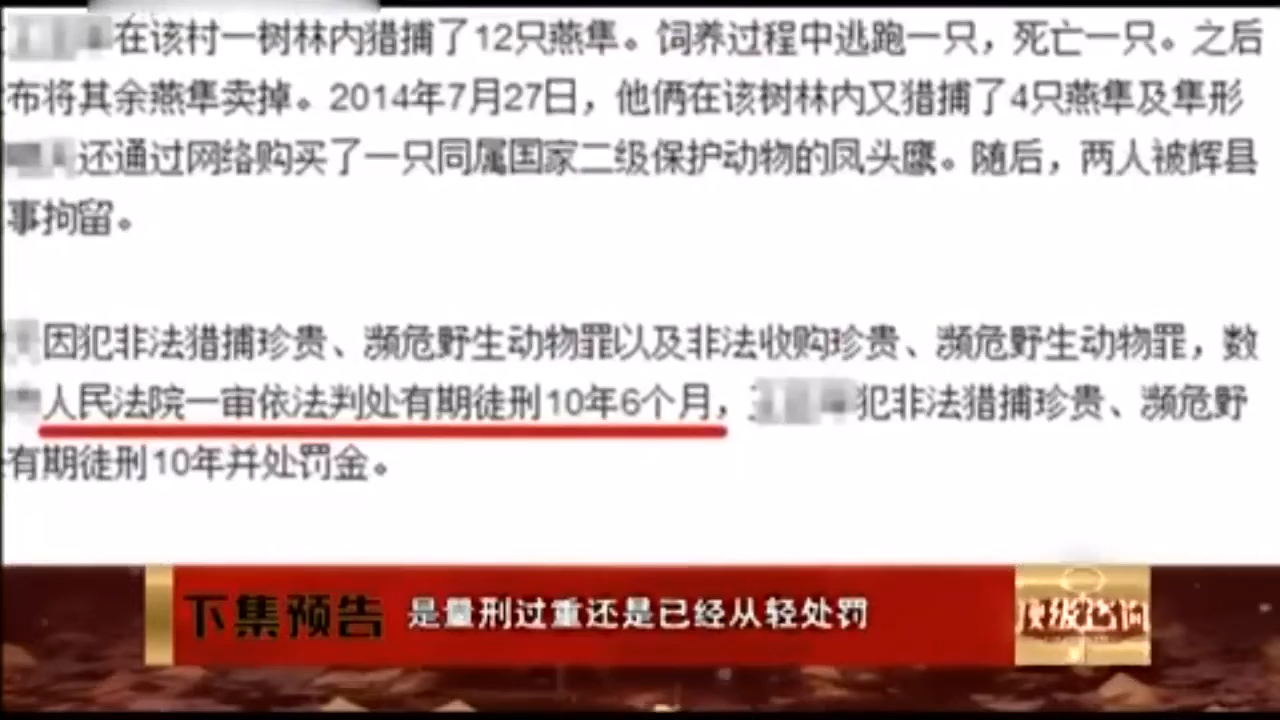 在该村一树林内猎捕了12只燕隼。饲养过程中逃跑一只，死亡一只。之后
布将其余燕隼卖掉。2014年7月27日，他俩在该树林内又猎捕了4只燕隼及隼形
还通过网络购买了一只同属国家二级保护动物的凤头鹰。随后，两人被辉县
事拘留。
因犯非法猎捕珍贵、濒危野生动物罪以及非法收购珍贵、濒危野生动物罪，数
人民法院一审依法判处有期徒刑10年6个月，
犯非法猎捕珍贵、濒危野
有期徒刑10年并处罚金。
下集预告 是量刑过重还是已经从轻处罚